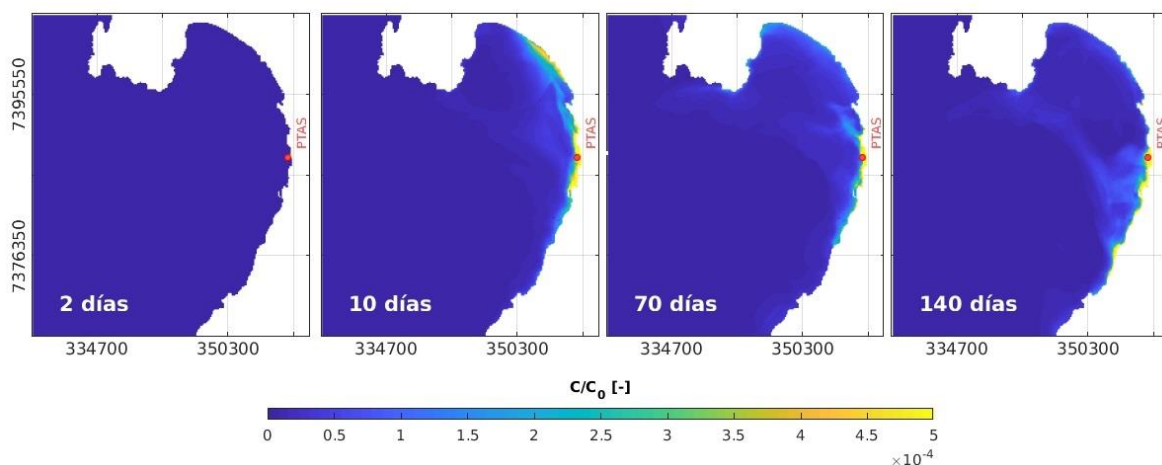 7395550
7376350
PTAS
PTAS
PTAS
PTAS
2 días
10 días
70 días
140 días
334700 350300 334700 350300 334700 350300 334700 350300
C/C0 [-]
0 0.5 1 1.5 2 2.5 3 3.5 4 4.5 5
×10-4